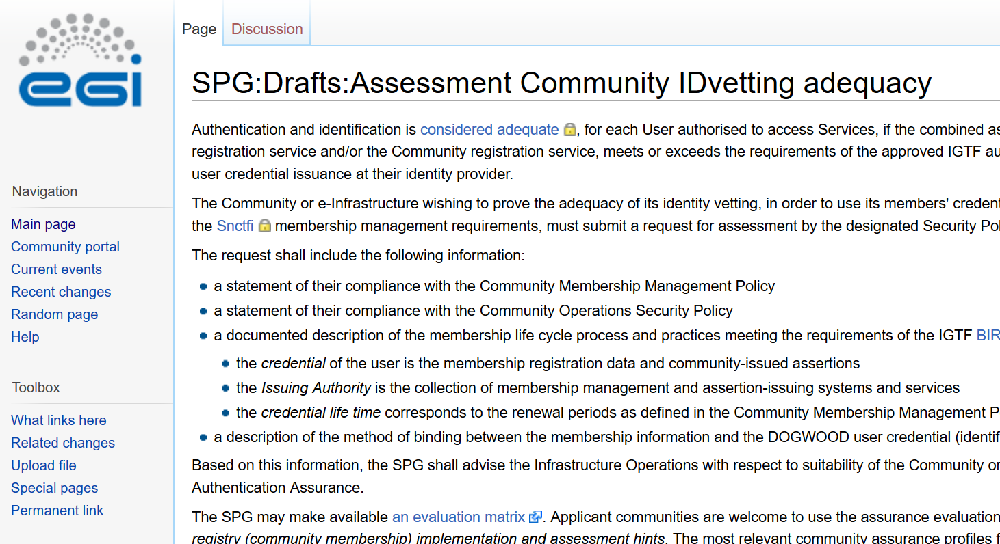 egi
Page
Discussion
SPG:Drafts:Assessment Community IDvetting adequacy
Authentication and identification is considered adequate, for each User authorised to access Services, if the combined as
registration service and/or the Community registration service, meets or exceeds the requirements of the approved IGTF au
user credential issuance at their identity provider.
The Community or e-Infrastructure wishing to prove the adequacy of its identity vetting, in order to use its members' credent
the Snctfi membership management requirements, must submit a request for assessment by the designated Security Pol
The request shall include the following information:
a statement of their compliance with the Community Membership Management Policy
a statement of their compliance with the Community Operations Security Policy
a documented description of the membership life cycle process and practices meeting the requirements of the IGTF BIR
the credential of the user is the membership registration data and community-issued assertions
the Issuing Authority is the collection of membership management and assertion-issuing systems and services
the credential life time corresponds to the renewal periods as defined in the Community Membership Management P
a description of the method of binding between the membership information and the DOGWOOD user credential (identif
Based on this information, the SPG shall advise the Infrastructure Operations with respect to suitability of the Community or
Authentication Assurance.
The SPG may make available an evaluation matrix. Applicant communities are welcome to use the assurance evaluation
registry (community membership) implementation and assessment hints. The most relevant community assurance profiles f
Navigation
Main page
Community portal
Current events
Recent changes
Random page
Help
Toolbox
What links here
Related changes
Upload file
Special pages
Permanent link